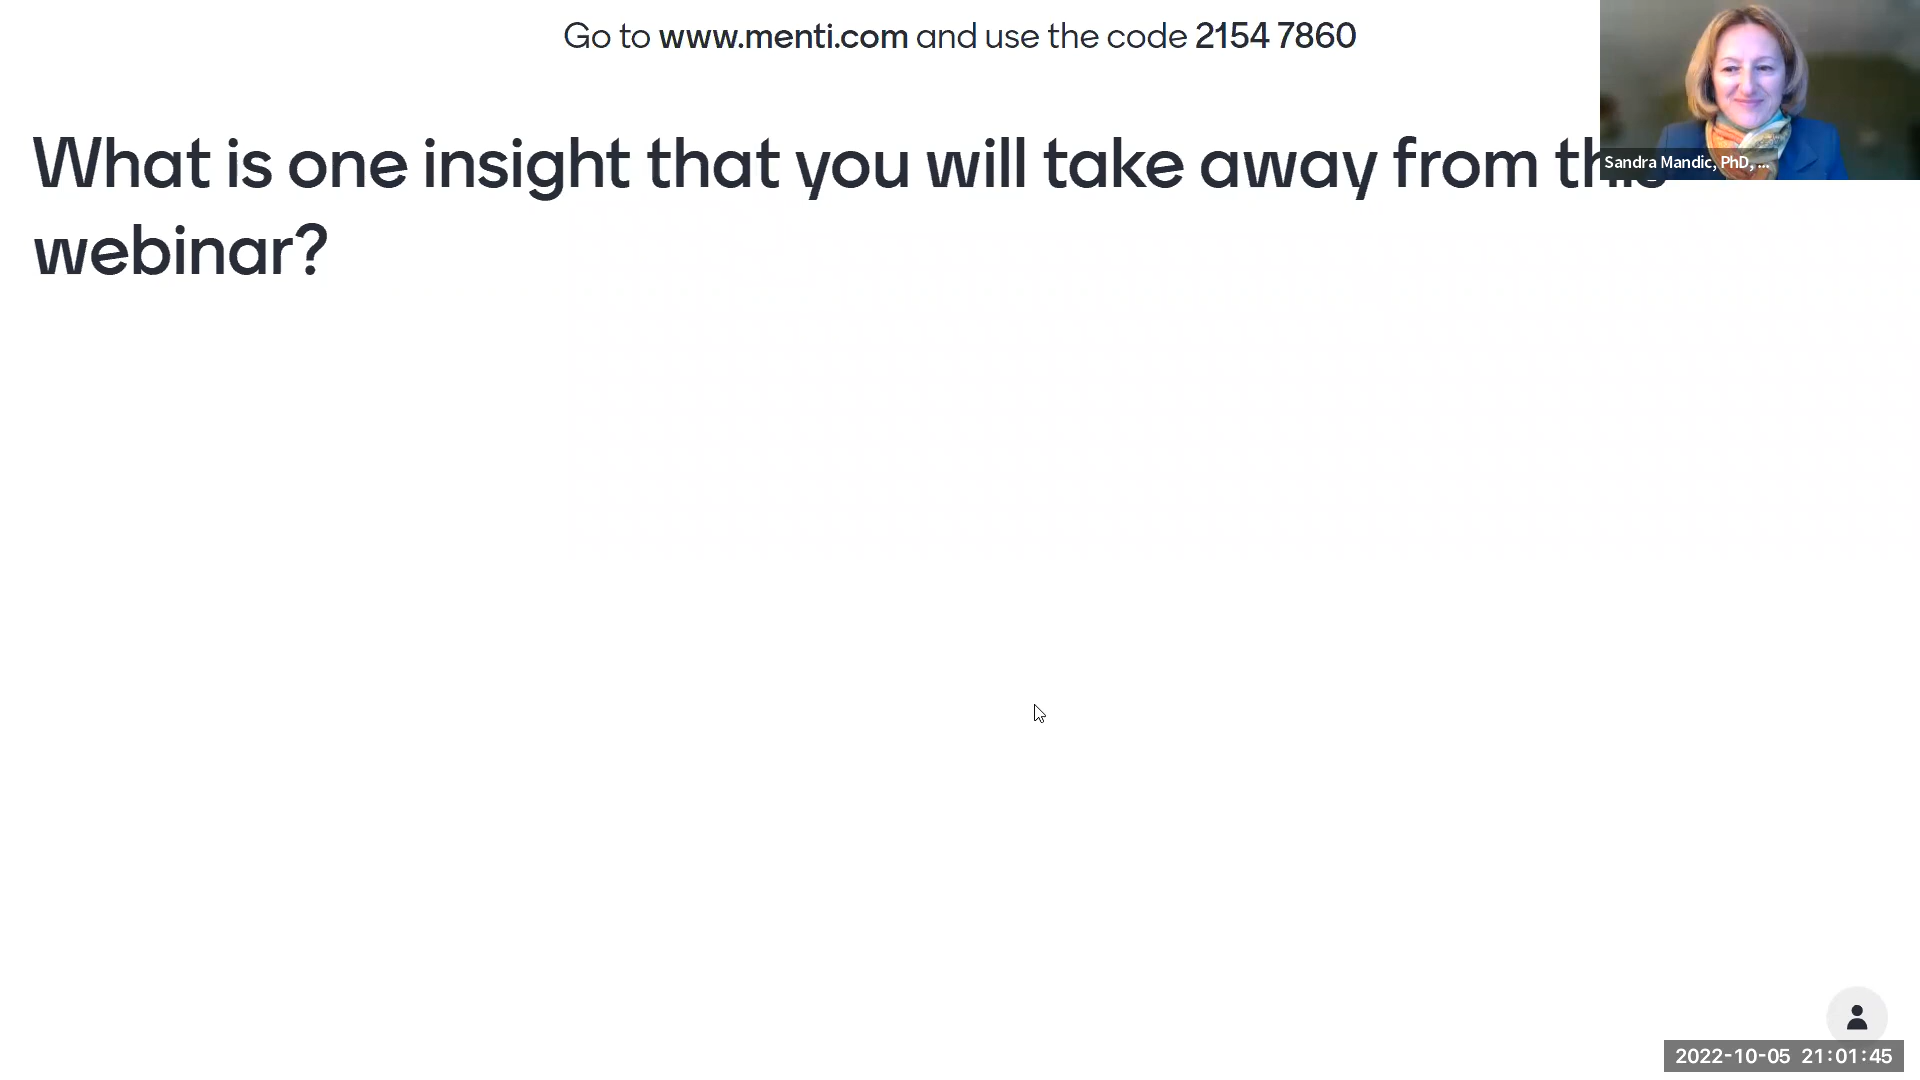 Go to www.menti.com and use the code 2154 7860
What is one insight that you will take away from this
webinar?
Sandra Mandic, PhD, ...
2022-10-05 21:01:45